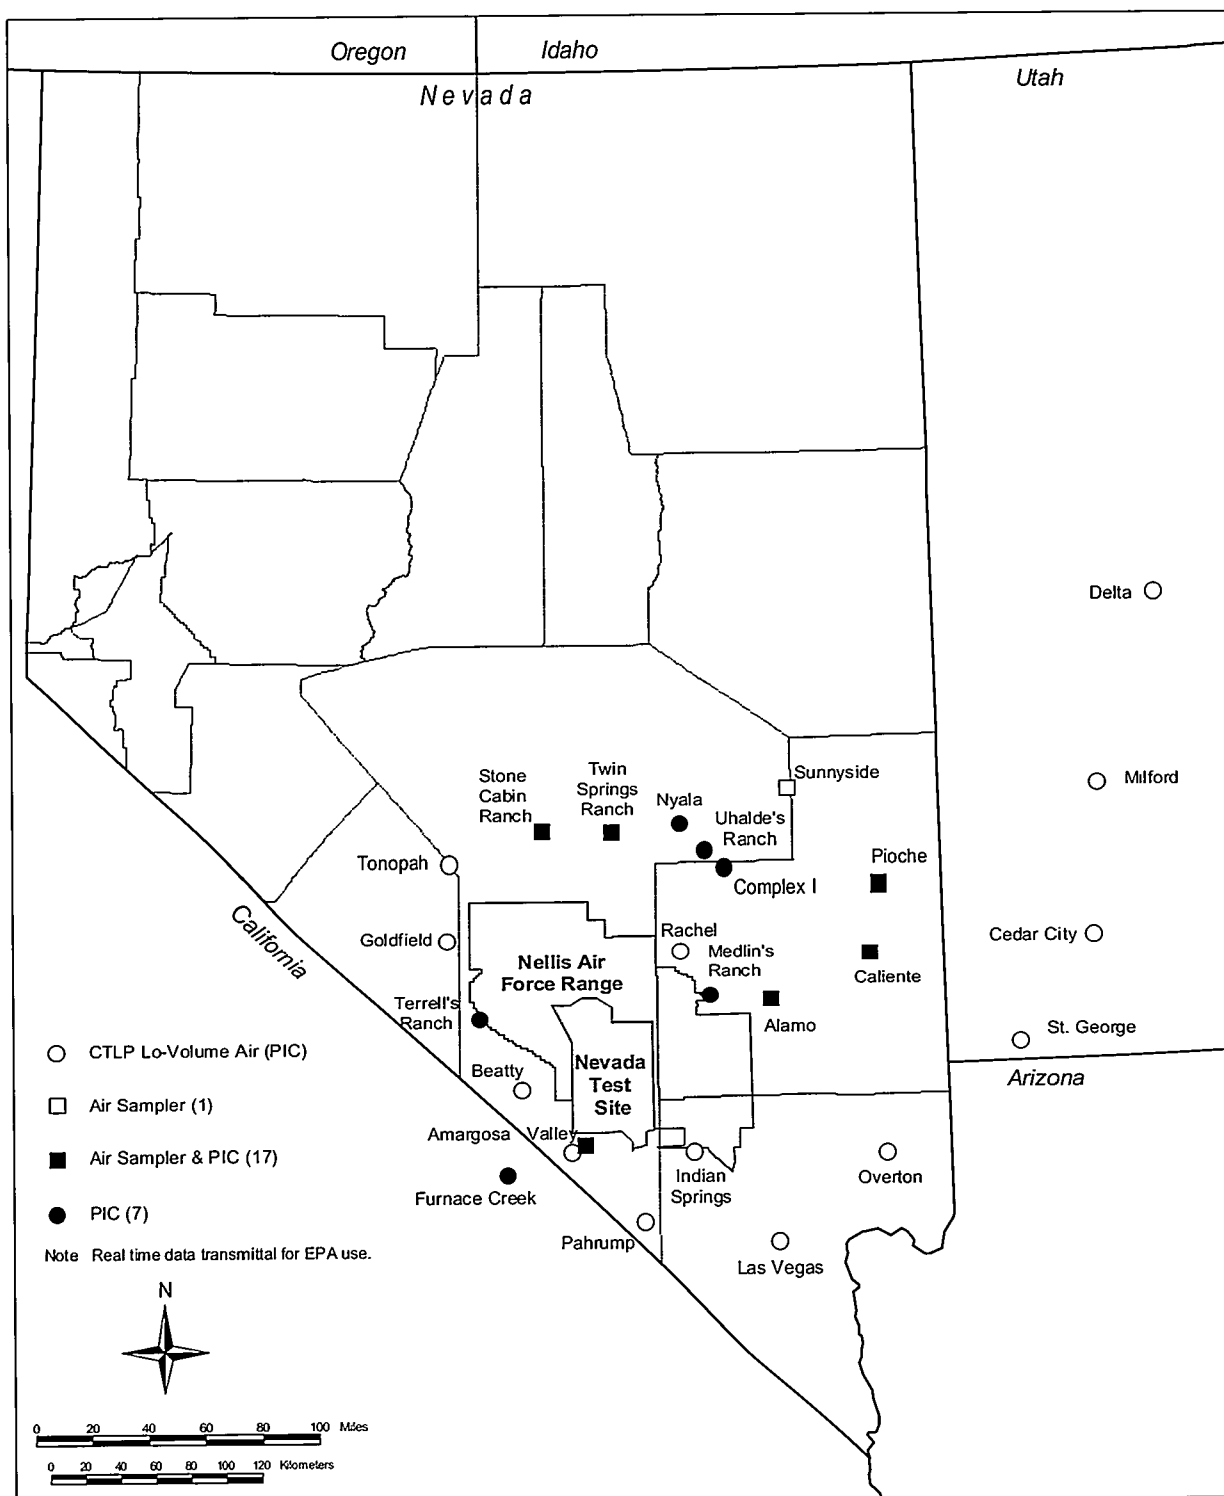 Oregon
Idaho
Nevada
Utah
Delta
Milford
Sunnyside
Stone
Cabin
Ranch
Twin
Springs
Ranch
Nyala
Uhalde's
Ranch
Pioche
Tonopah
Complex I
California
Goldfield
Rachel
Cedar City
Nellis Air
Force Range
Medlin's
Ranch
Caliente
Terrell's
Ranch
Alamo
St. George
CTLP Lo-Volume Air (PIC)
Beatty
Nevada
Test
Site
Arizona
Air Sampler (1)
Amargosa Valley
Air Sampler & PIC (17)
Furnace Creek
Indian
Springs
Overton
PIC (7)
Pahrump
Las Vegas
Note Real time data transmittal for EPA use.
N
0 20 40 60 80 100 Miles
0 20 40 60 80 100 120 Kilometers